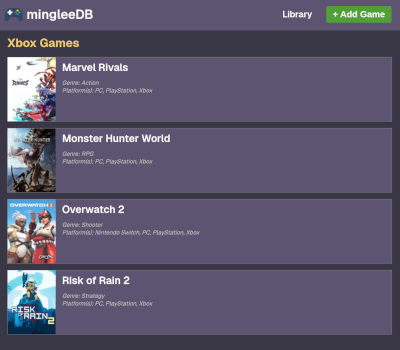 mingleeDB
Library
+ Add Game
Xbox Games
Marvel Rivals
Genre: Action
Platform(s): PC, PlayStation, Xbox
Monster Hunter World
Genre: RPG
Platform(s): PC, PlayStation, Xbox
MONSTER HUNTER
OVERWATCH 2
Overwatch 2
Genre: Shooter
Platform(s): Nintendo Switch, PC, PlayStation, Xbox
Risk of Rain 2
Genre: Strategy
Platform(s): PC, PlayStation, Xbox
RISK
OF RAIN 2